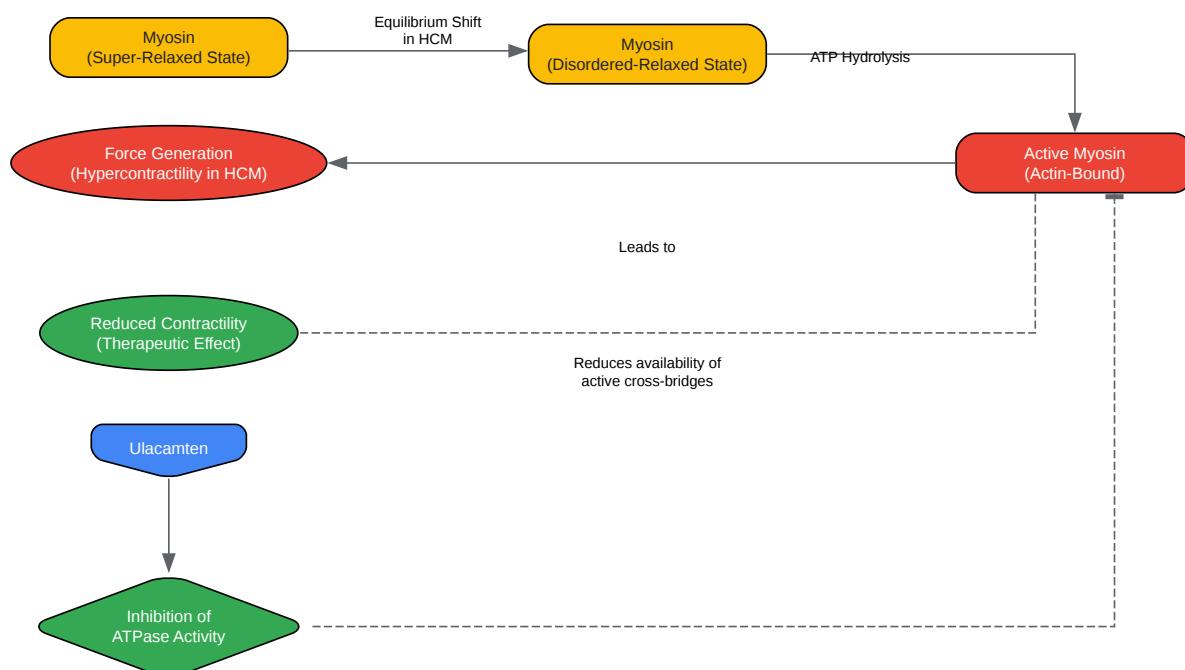 Equilibrium Shift
in HCM
Myosin
(Super-Relaxed State)
Myosin
(Disordered-Relaxed State)
ATP Hydrolysis
Force Generation
(Hypercontractility in HCM)
Active Myosin
(Actin-Bound)
Leads to
Reduced Contractility
(Therapeutic Effect)
Reduces availability of
active cross-bridges
Ulacamten
Inhibition of
ATPase Activity